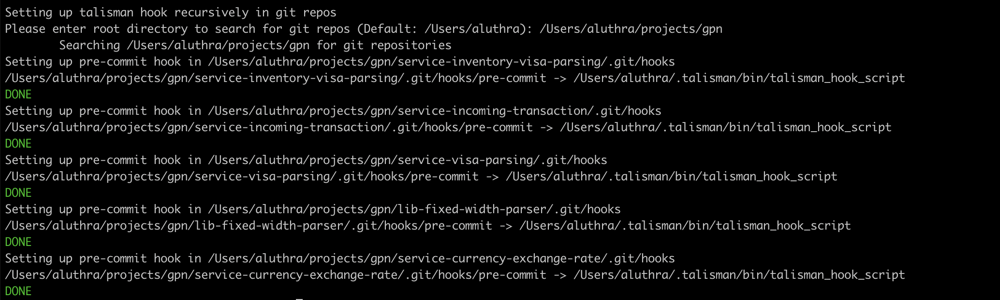 Setting up talisman hook recursively in git repos
Please enter root directory to search for git repos (Default: /Users/aluthra): /Users/aluthra/projects/gpn
Searching /Users/aluthra/projects/gpn for git repositories
Setting up pre-commit hook in /Users/aluthra/projects/gpn/service-inventory-visa-parsing/.git/hooks
/Users/aluthra/projects/gpn/service-inventory-visa-parsing/.git/hooks/pre-commit -> /Users/aluthra/.talisman/bin/talisman_hook_script
DONE
Setting up pre-commit hook in /Users/aluthra/projects/gpn/service-incoming-transaction/.git/hooks
/Users/aluthra/projects/gpn/service-incoming-transaction/.git/hooks/pre-commit -> /Users/aluthra/.talisman/bin/talisman_hook_script
DONE
Setting up pre-commit hook in /Users/aluthra/projects/gpn/service-visa-parsing/.git/hooks
/Users/aluthra/projects/gpn/service-visa-parsing/.git/hooks/pre-commit -> /Users/aluthra/.talisman/bin/talisman_hook_script
DONE
Setting up pre-commit hook in /Users/aluthra/projects/gpn/lib-fixed-width-parser/.git/hooks
/Users/aluthra/projects/gpn/lib-fixed-width-parser/.git/hooks/pre-commit -> /Users/aluthra/.talisman/bin/talisman_hook_script
DONE
Setting up pre-commit hook in /Users/aluthra/projects/gpn/service-currency-exchange-rate/.git/hooks
/Users/aluthra/projects/gpn/service-currency-exchange-rate/.git/hooks/pre-commit -> /Users/aluthra/.talisman/bin/talisman_hook_script
DONE